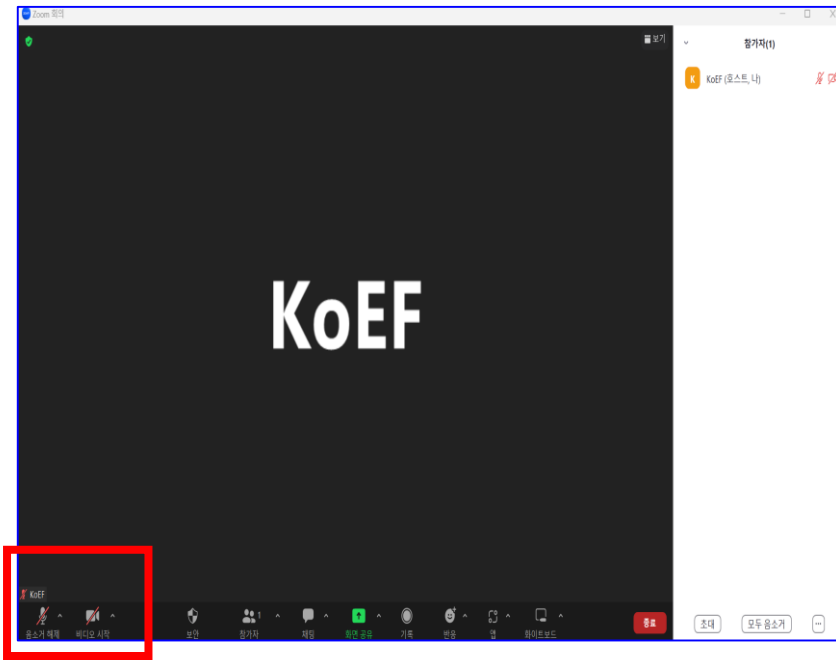 Zoom 회의
보기
참가자(1)
K
KoEF (호스트, 나)
KoEF
KoEF
음소거 해제 비디오 시작 보안 참가자 1 채팅 화면 공유 기록 반응 앱 화이트보드 종료
초대 모두 음소거